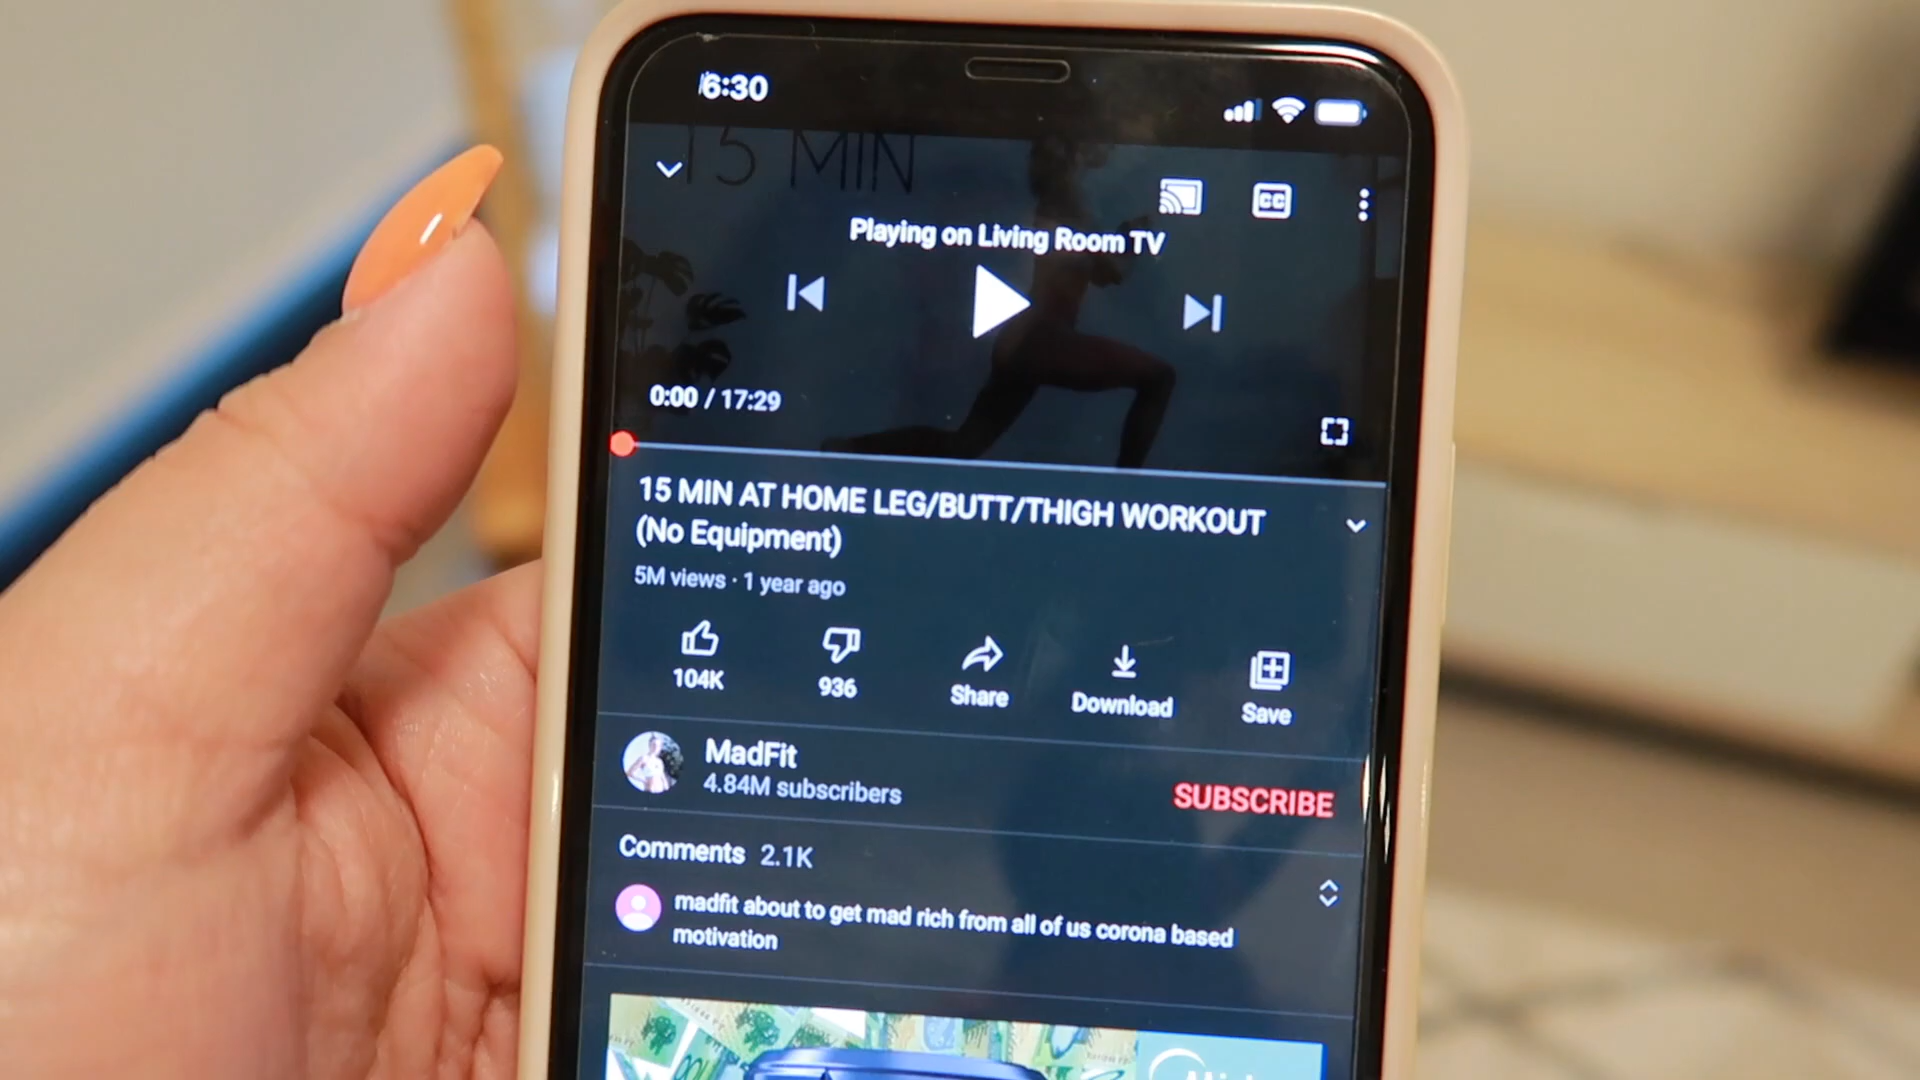 6:30
15 MIN
CC
Playing on Living Room TV
0:00 / 17:29
15 MIN AT HOME LEG/BUTT/THIGH WORKOUT
(No Equipment)
5M views · 1 year ago
104K
936
Share
Download
Save
MadFit
4.84M subscribers
SUBSCRIBE
Comments 2.1K
madfit about to get mad rich from all of us corona based
motivation